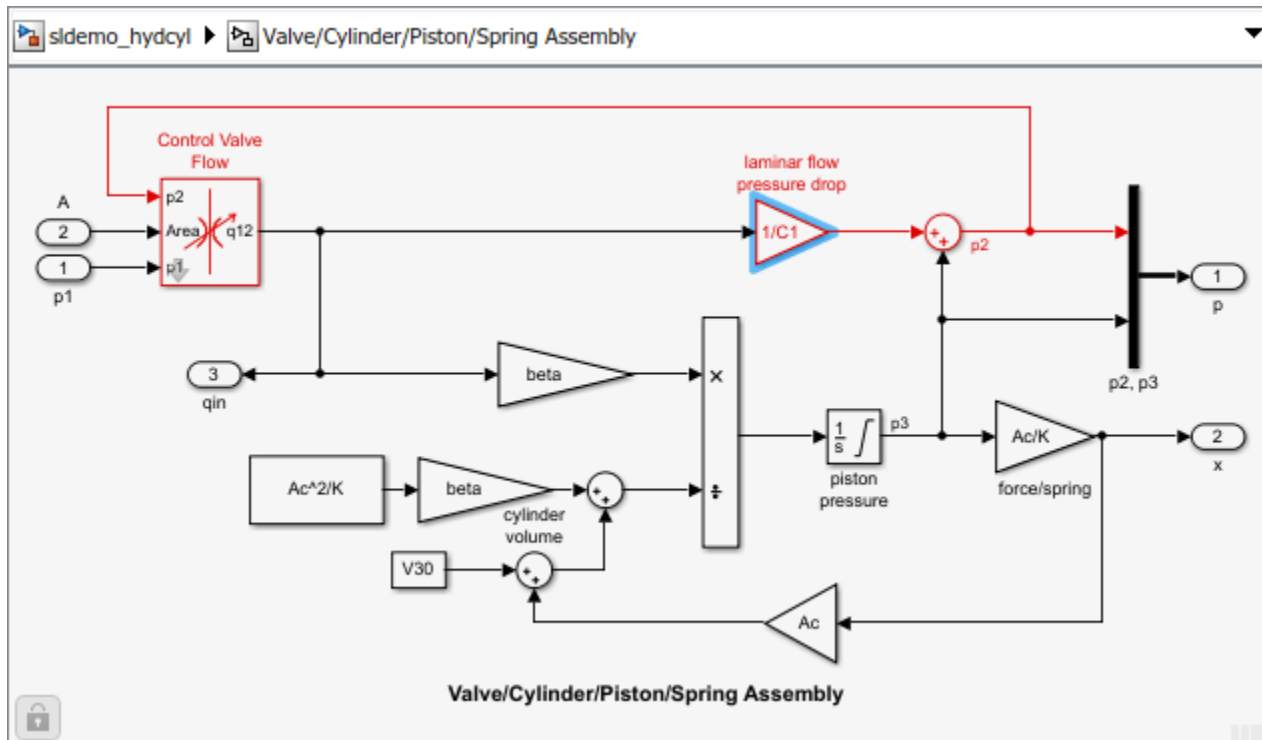 sldemo_hydcyl
Valve/Cylinder/Piston/Spring Assembly
Control Valve
Flow
p2
Area
q12
p1
A
2
1
p1
laminar flow
pressure drop
1/C1
+
+
p2
1
p
p2, p3
3
qin
beta
×
÷
1
s
p3
piston
pressure
Ac/K
force/spring
2
x
Ac^2/K
beta
+
+
cylinder
volume
V30
+
+
Ac
Valve/Cylinder/Piston/Spring Assembly